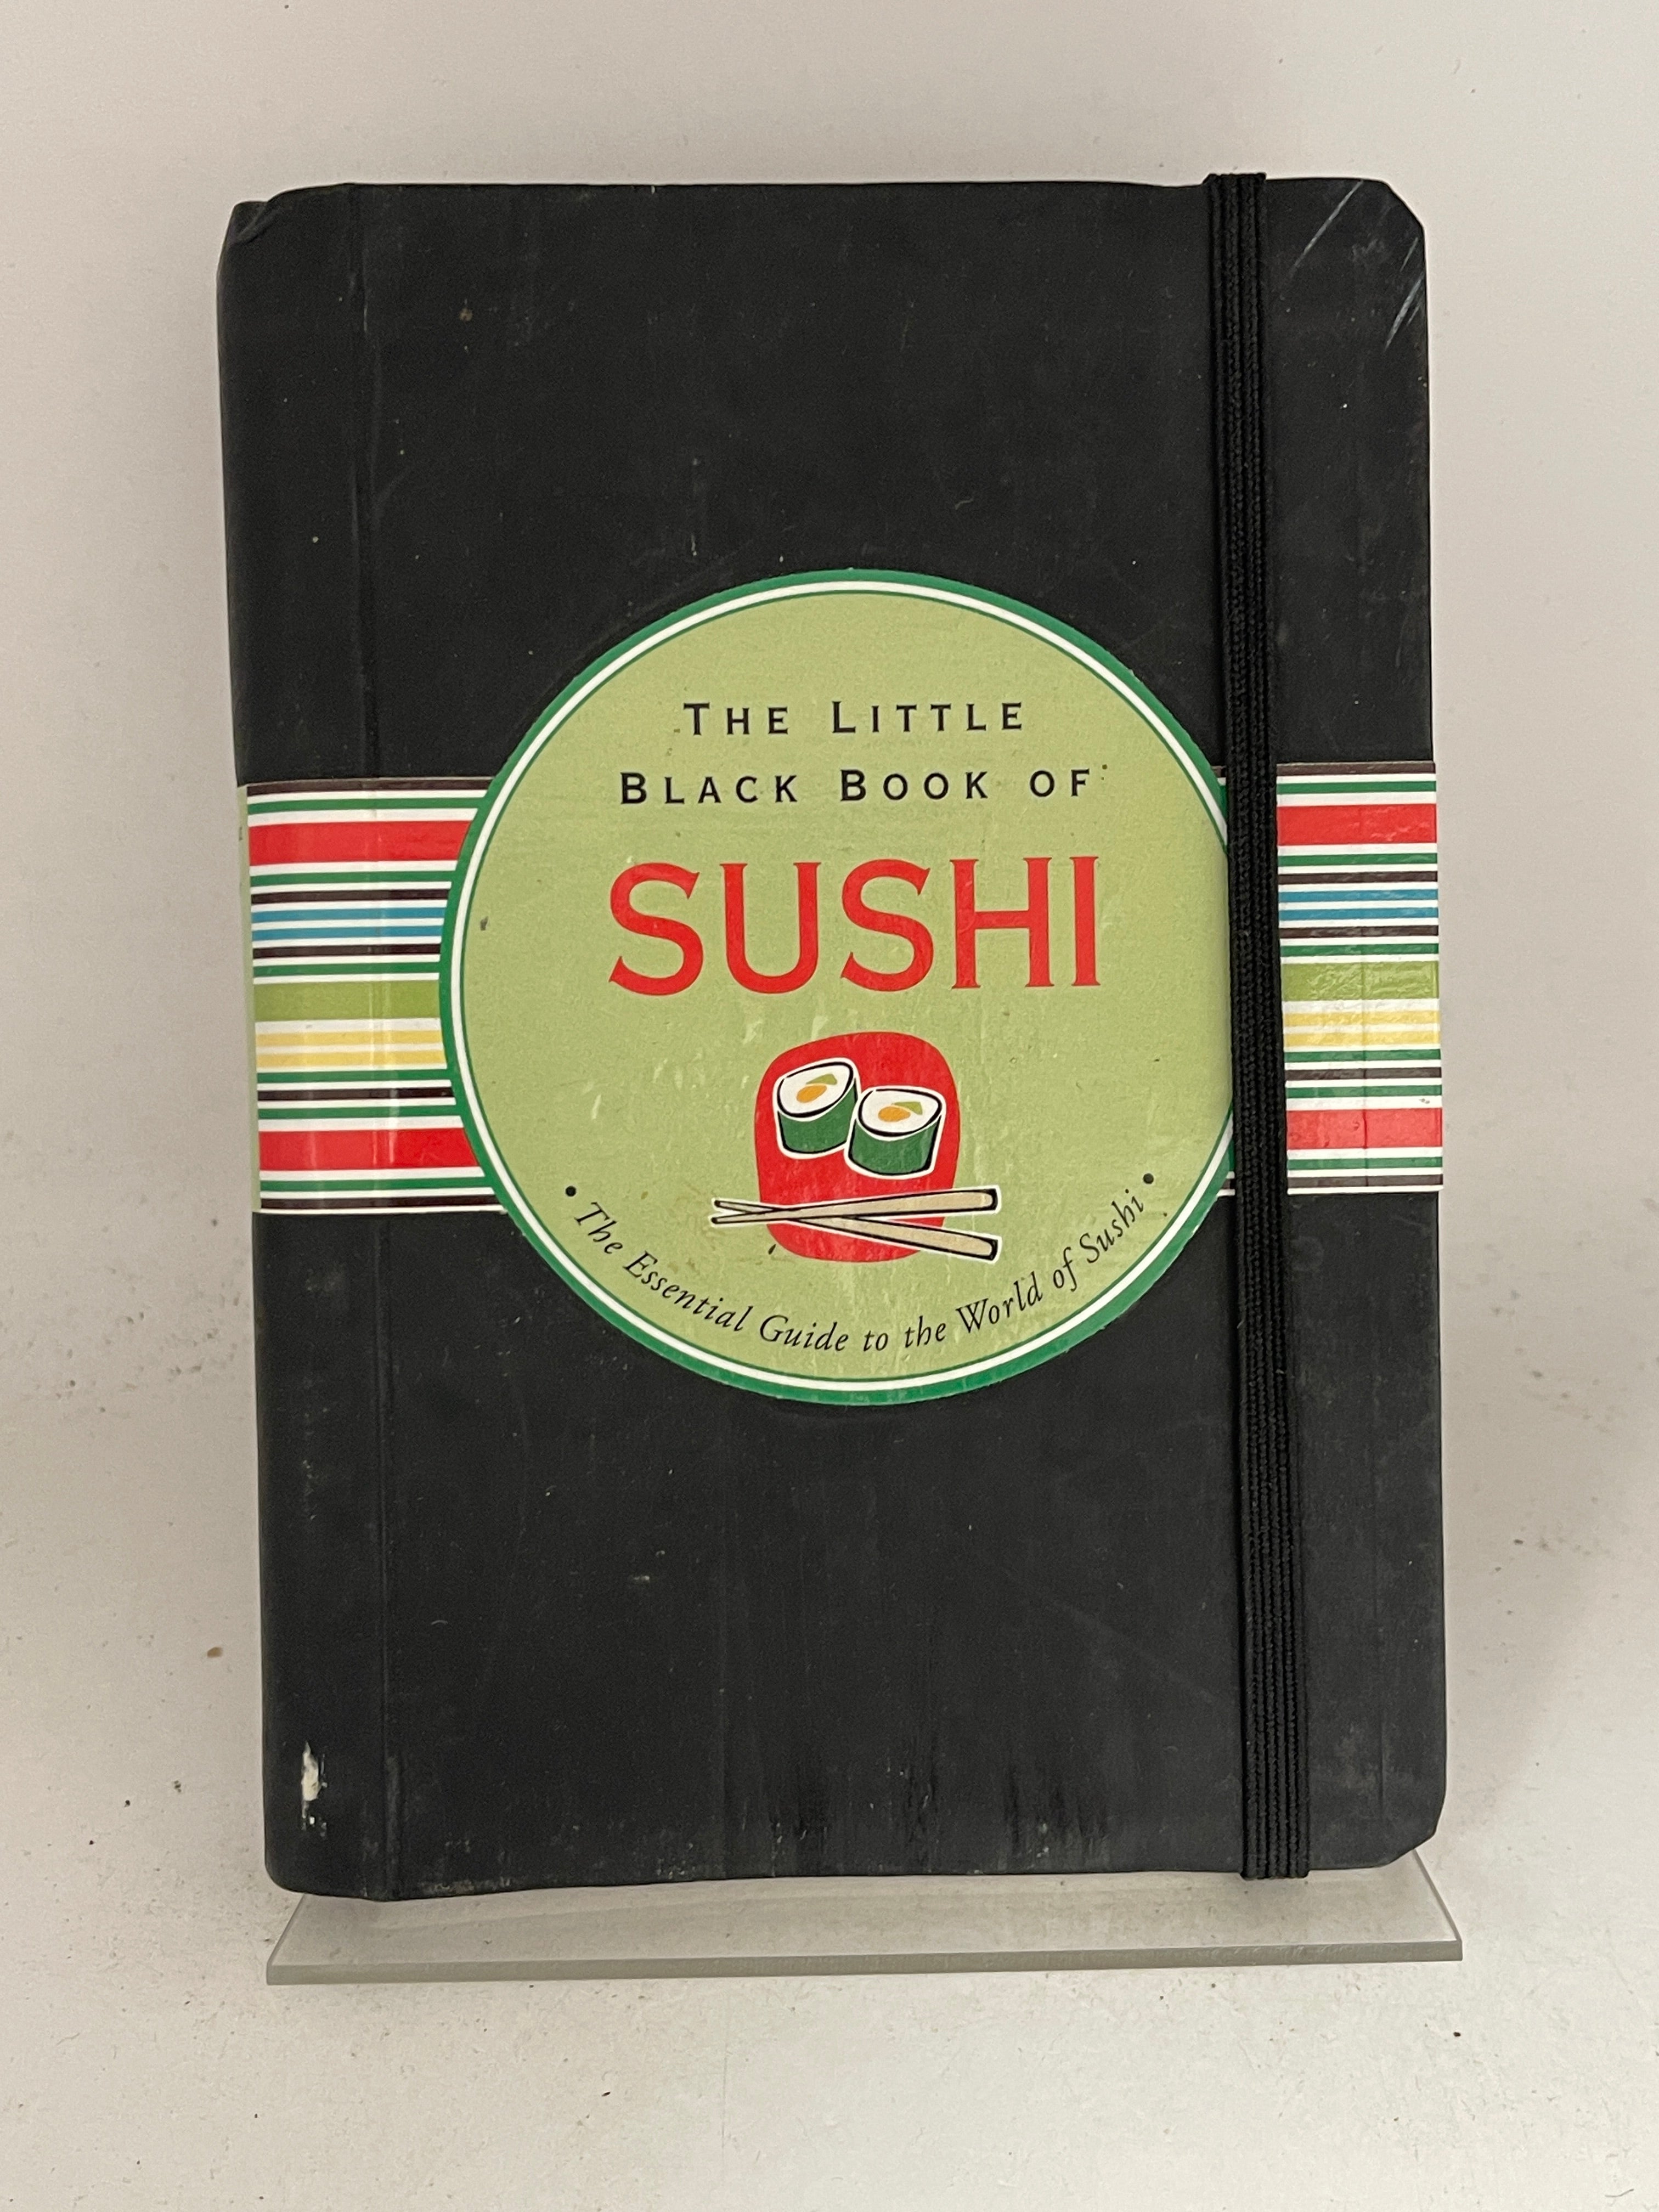 THE LITTLE
BLACK BOOK OF
SUSHI
• The Essential Guide to the World of Sushi •